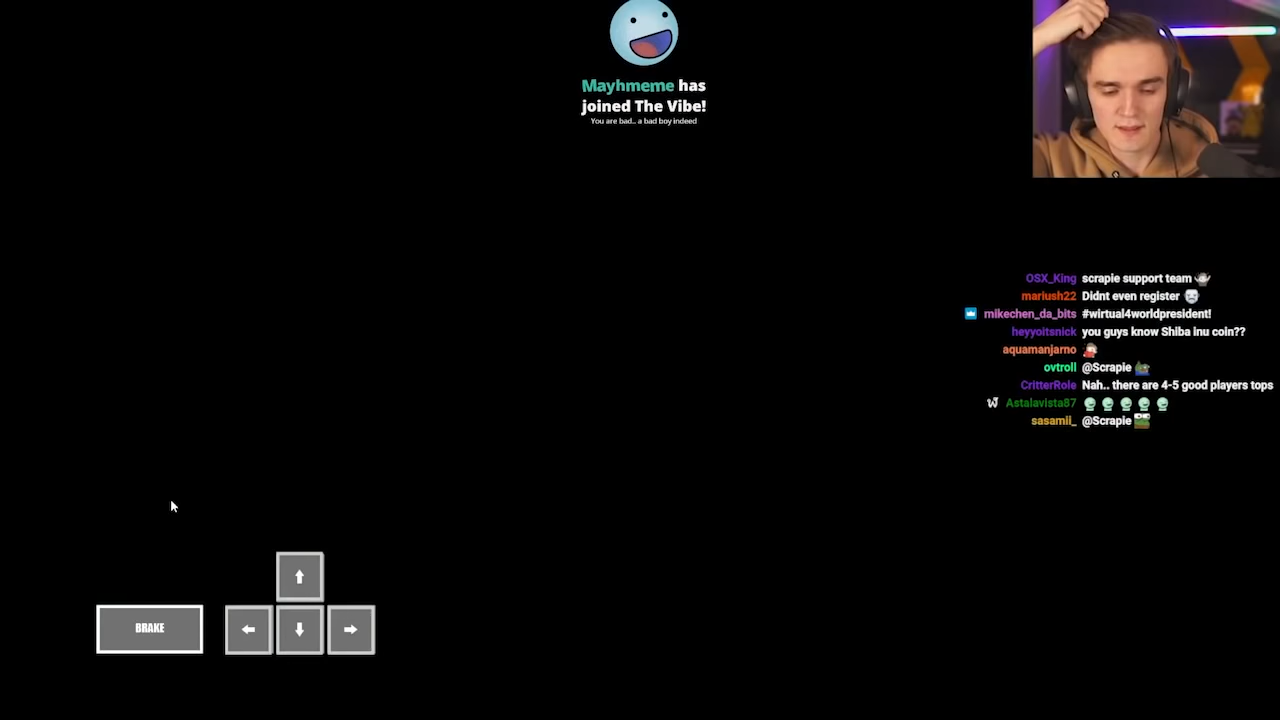 Mayhmeme has
joined The Vibe!
You are bad.. a bad boy indeed
OSX_King scrapie support team
mariush22 Didnt even register
mikechen_da_bits #wirtual4worldpresident!
heyyoitsnick you guys know Shiba inu coin??
aquamanjarno
ovtroll @Scrapie
CritterRole Nah.. there are 4-5 good players tops
Astalavista87
sasamii_ @Scrapie
BRAKE